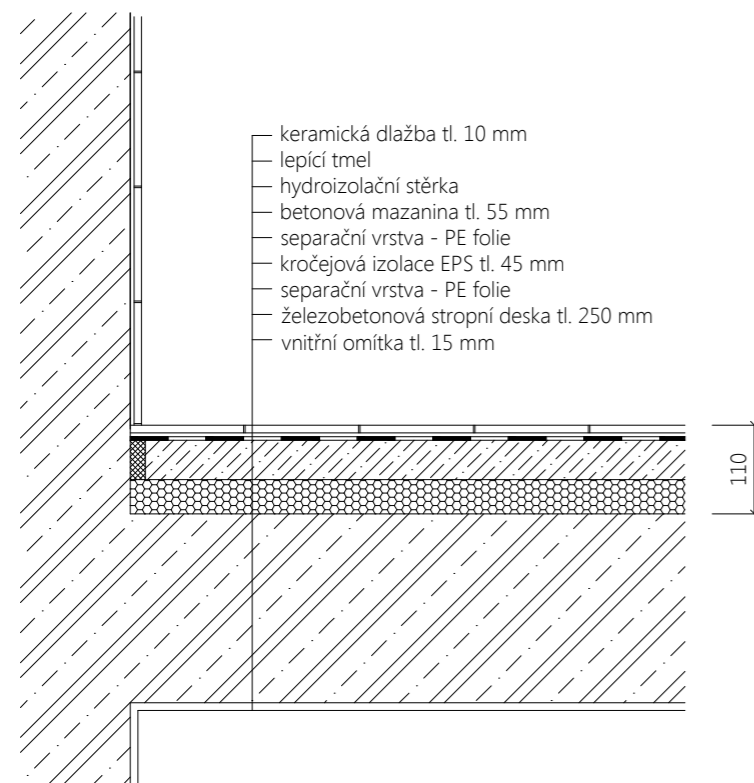 keramická dlažba tl. 10 mm
lepící tmel
hydroizolační stěrka
betonová mazanina tl. 55 mm
separační vrstva - PE folie
kročejová izolace EPS tl. 45 mm
separační vrstva - PE folie
železobetonová stropní deska tl. 250 mm
vnitřní omítka tl. 15 mm
110